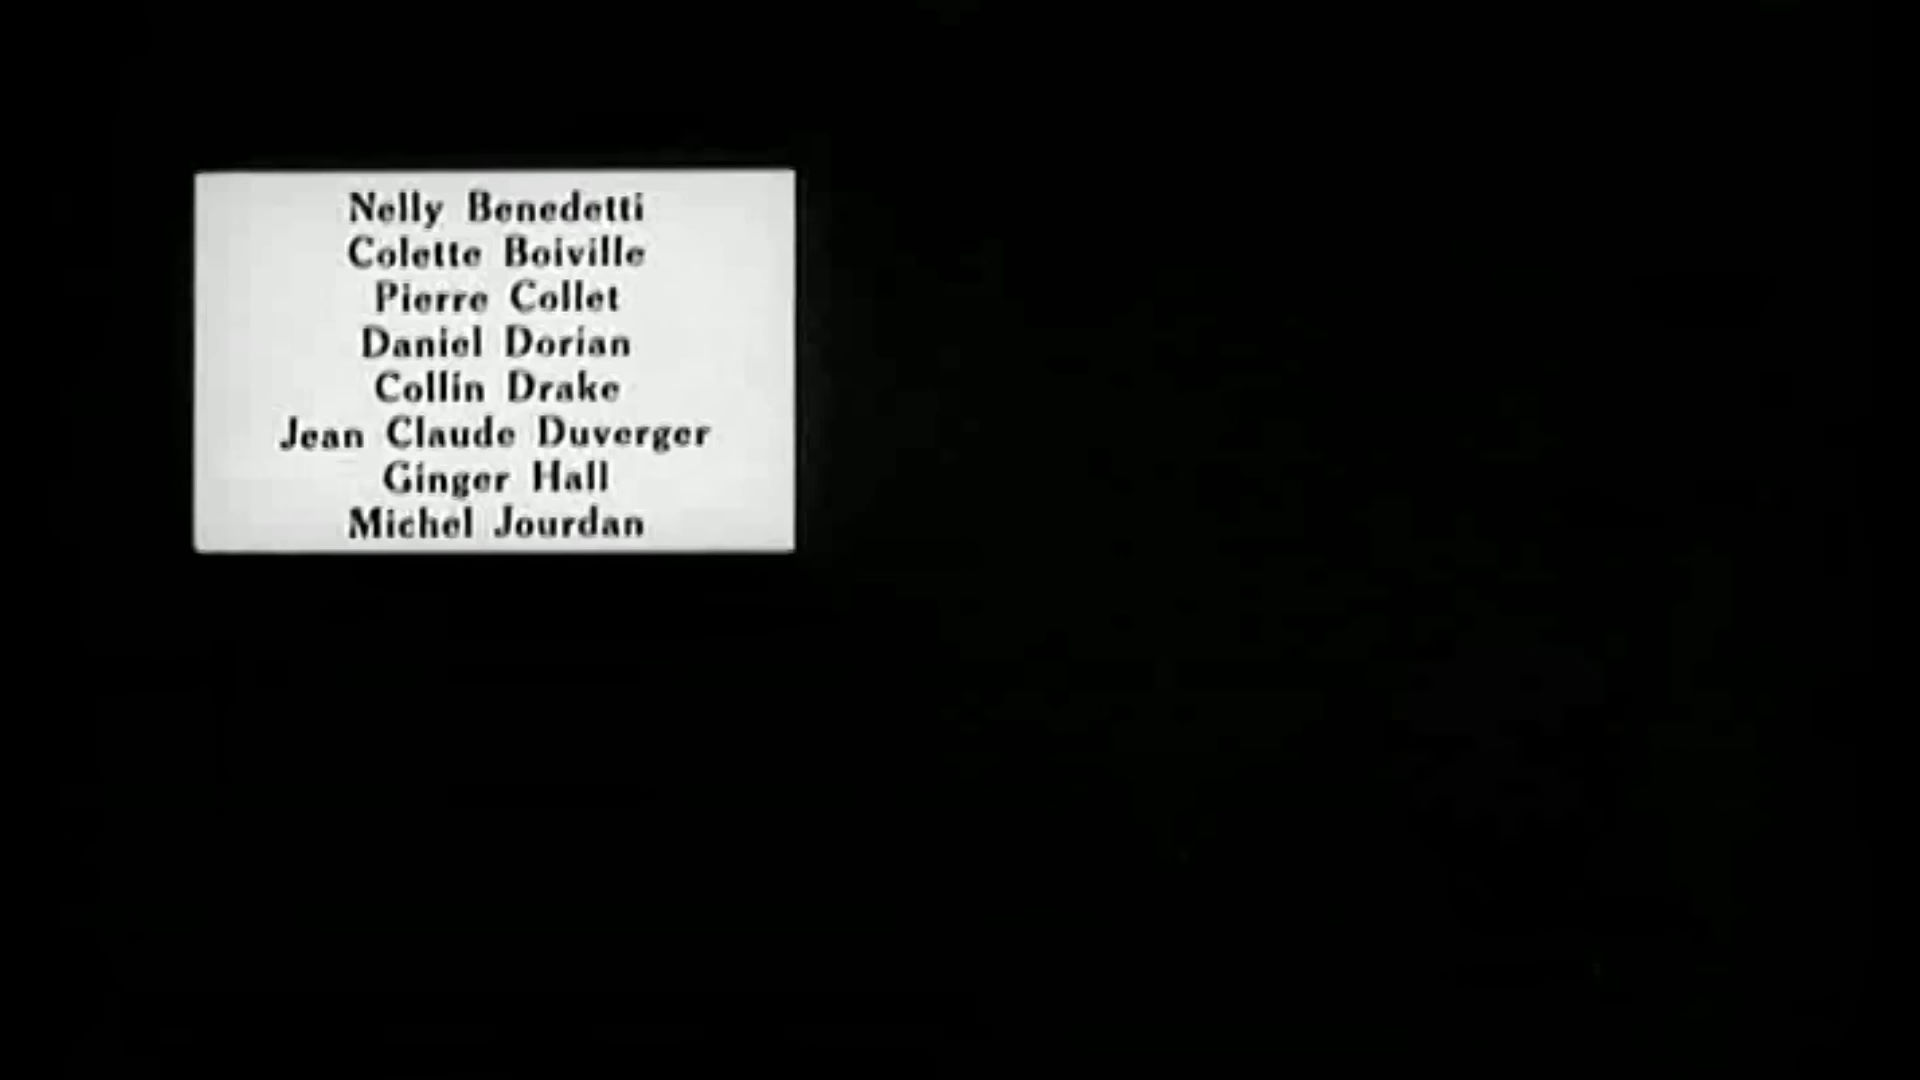 Nelly Benedetti
Colette Boiville
Pierre Collet
Daniel Dorian
Collin Drake
Jean Claude Duverger
Ginger Hall
Michel Jourdan